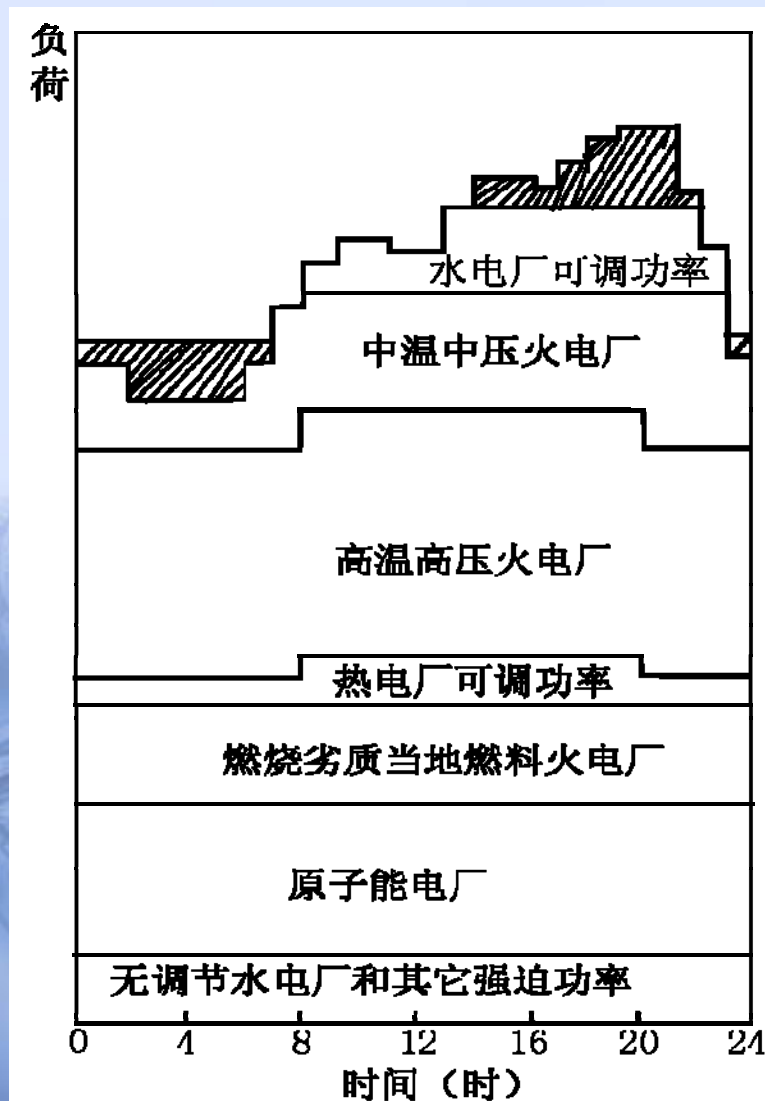 负
荷
水电厂可调功率
中温中压火电厂
高温高压火电厂
热电厂可调功率
燃烧劣质当地燃料火电厂
原子能电厂
无调节水电厂和其它强迫功率
0 4 8 12 16 20 24
时间（时）